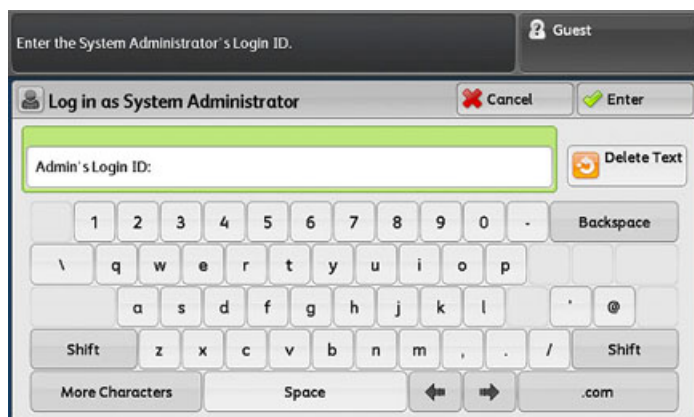 Enter the System Administrator's Login ID.
Guest
Log in as System Administrator
Cancel
Enter
Admin's Login ID:
Delete Text
1 2 3 4 5 6 7 8 9 0 - Backspace
\ q w e r t y u i o p
a s d f g h j k l ' @
Shift z x c v b n m , . / Shift
More Characters Space .com